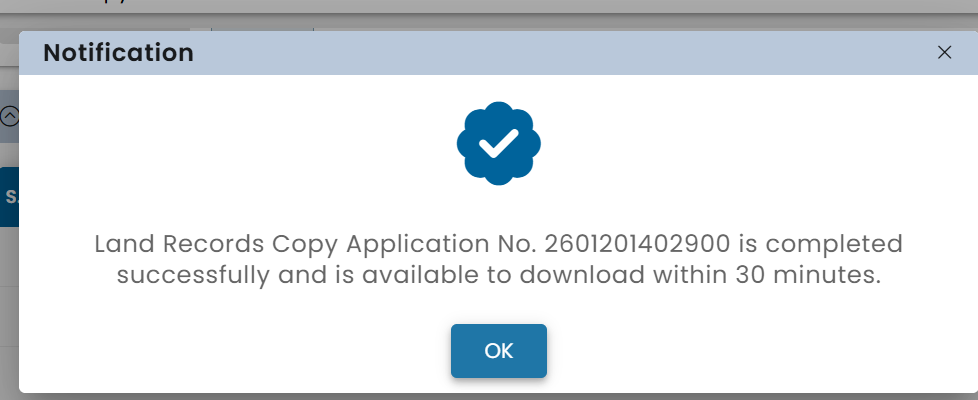 Notification
Land Records Copy Application No. 2601201402900 is completed
successfully and is available to download within 30 minutes.
OK